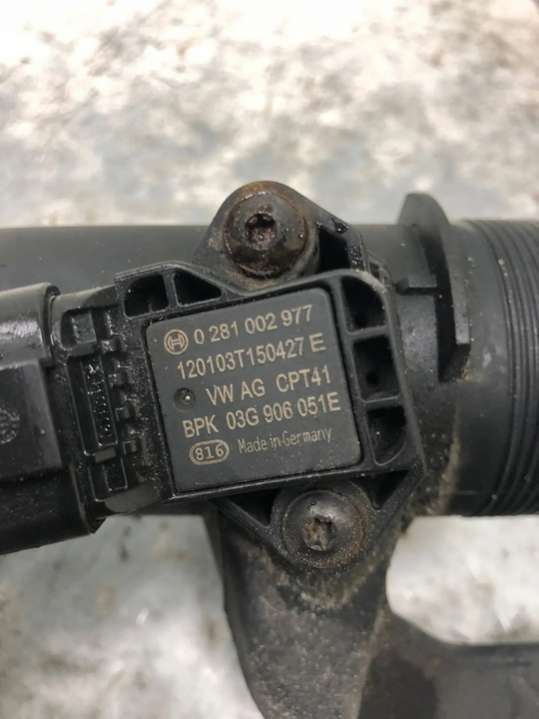 0 281 002 977
120103T150427 E
VW AG CPT41
BPK 03G 906 051E
816 Made in Germany